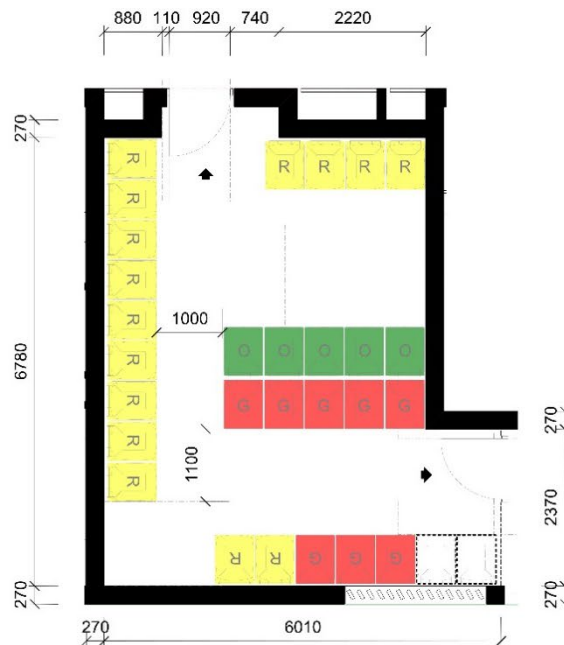 880 110 920 740 2220
270
R R R R R
R
R
R
1000
R
6780
R O O O O O
R G G G G G
R 270
1100
R
2370
R R G G G
270 270
270 6010